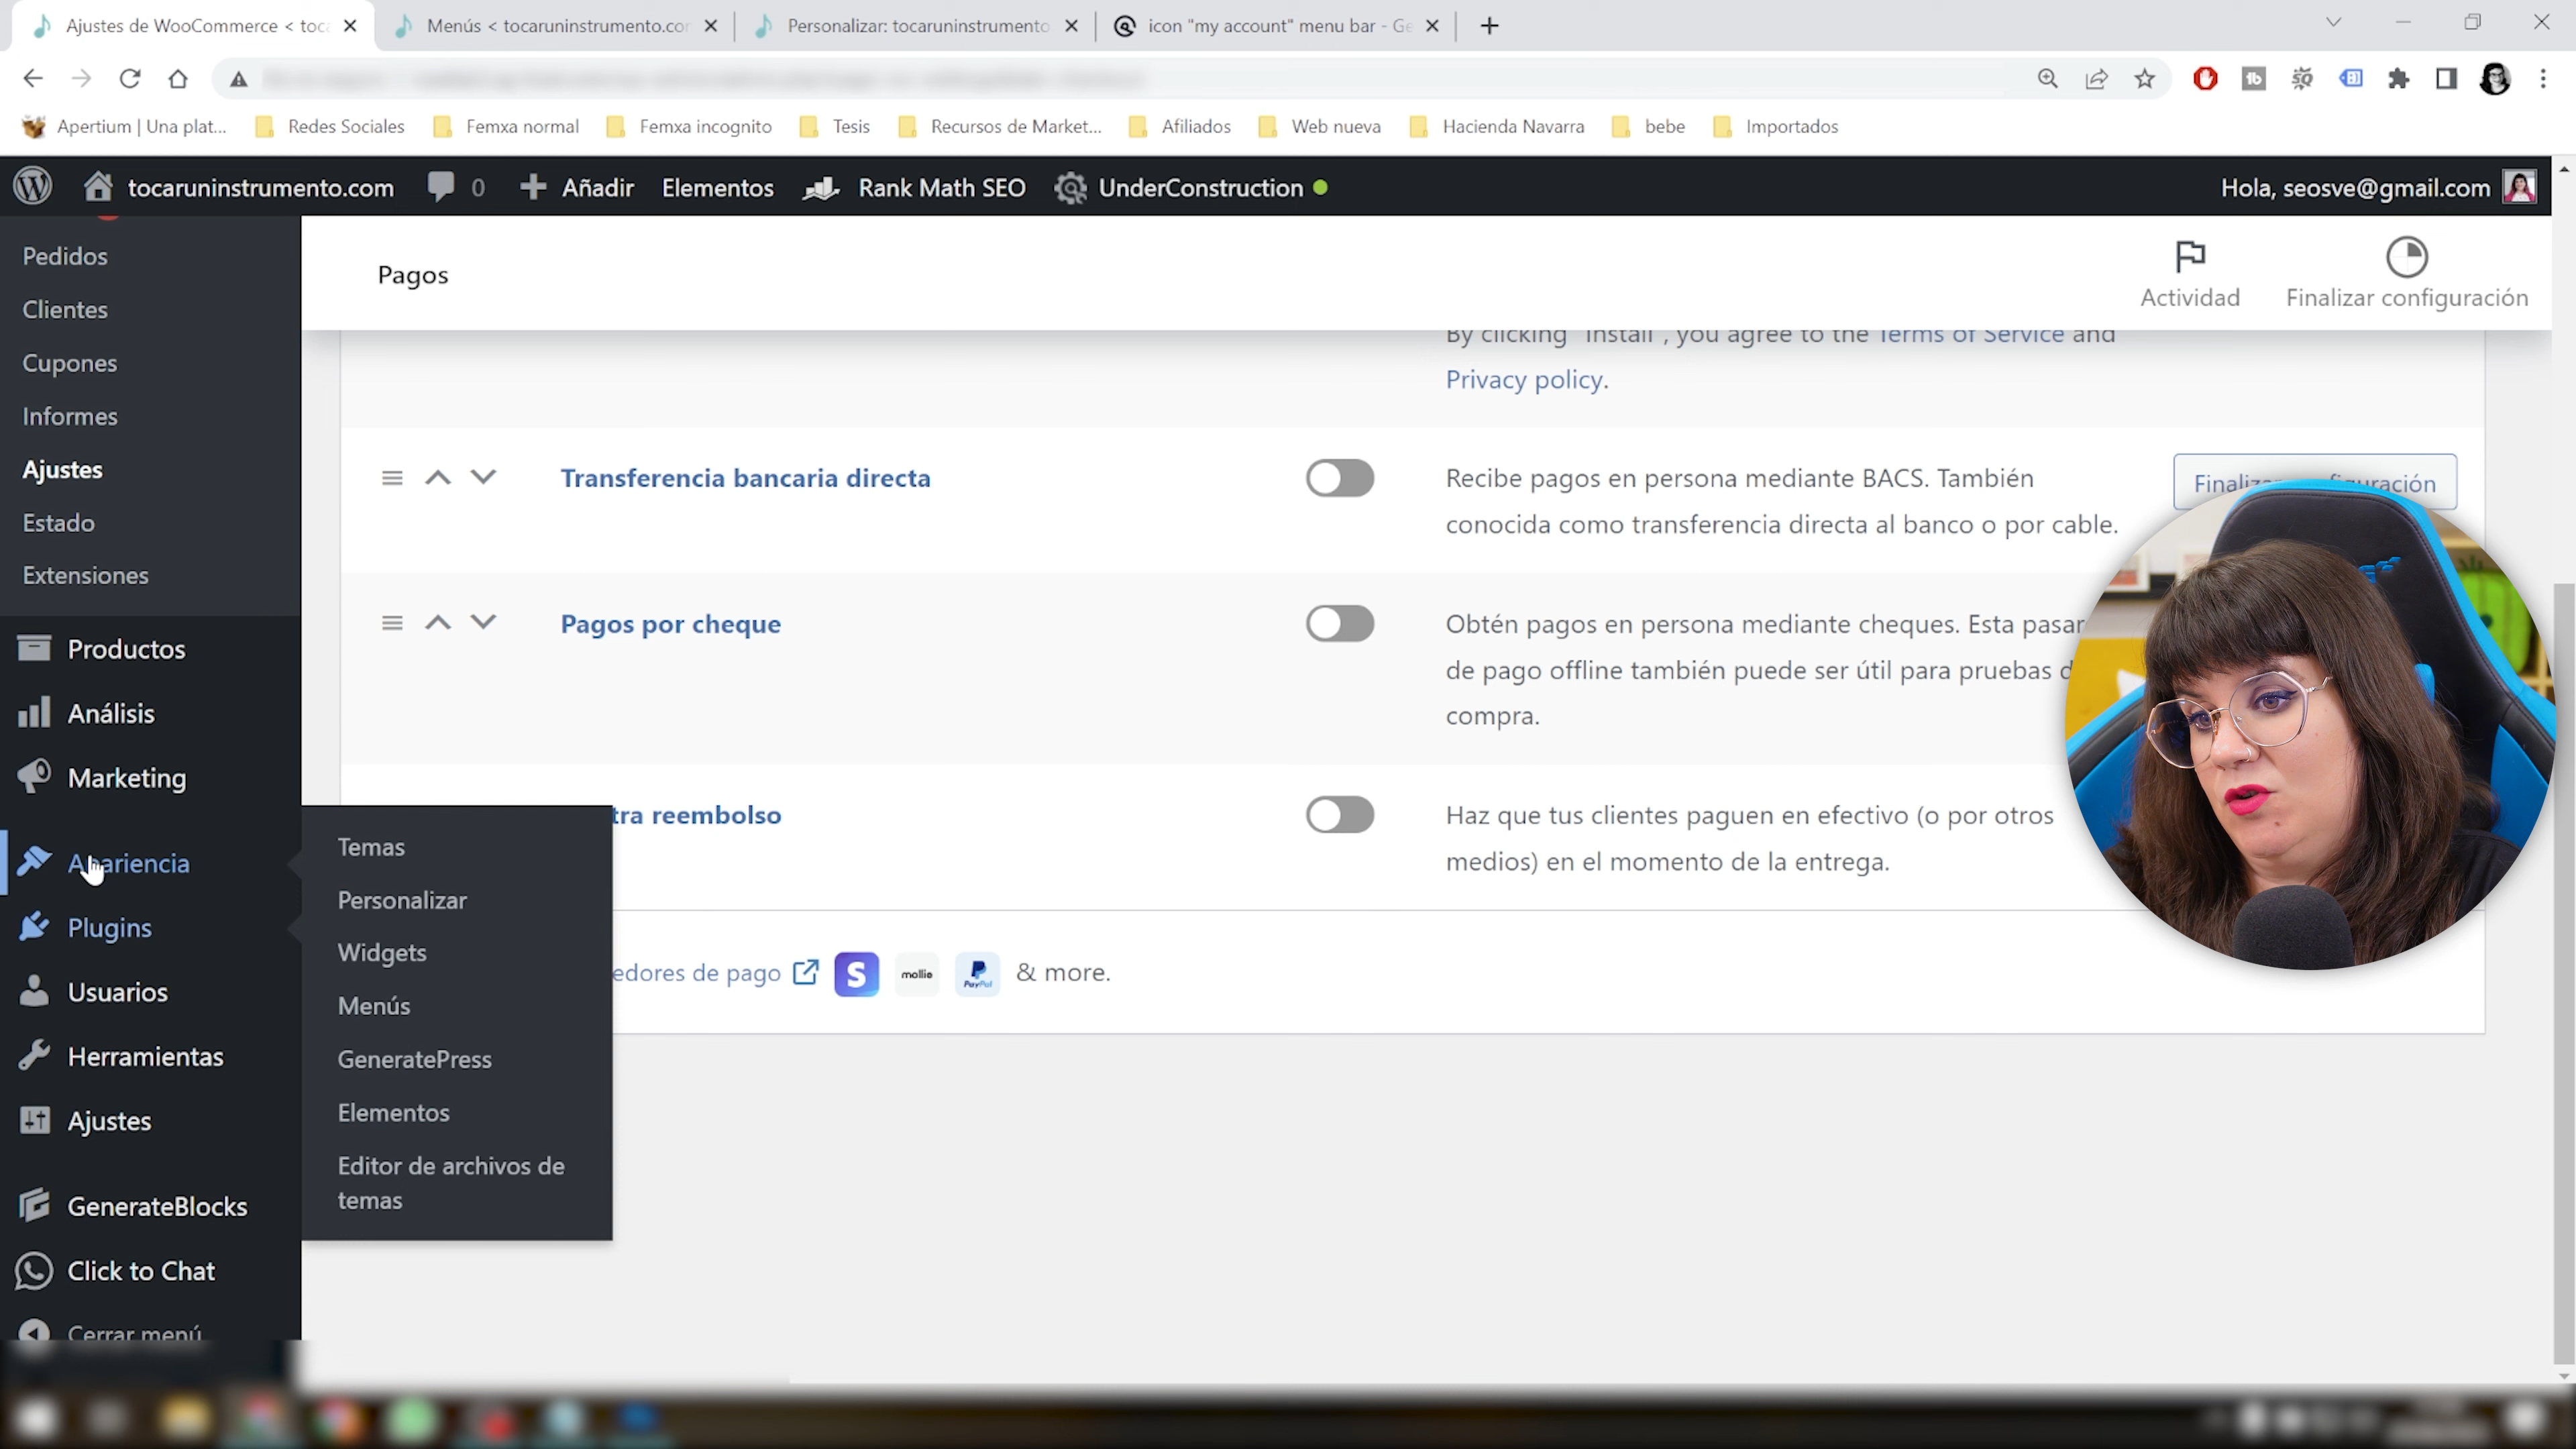 Ajustes de WooCommerce < toca
Menús < tocaruninstrumento.com
Personalizar: tocaruninstrumento
icon "my account" menu bar - Ge
Apertium | Una plat...
Redes Sociales
Femxa normal
Femxa incognito
Tesis
Recursos de Market...
Afiliados
Web nueva
Hacienda Navarra
bebe
Importados
tocaruninstrumento.com
0
Añadir
Elementos
Rank Math SEO
UnderConstruction
Hola, seosve@gmail.com
Pedidos
Clientes
Cupones
Informes
Ajustes
Estado
Extensiones
Productos
Análisis
Marketing
Apariencia
Plugins
Usuarios
Herramientas
Ajustes
GenerateBlocks
Click to Chat
Cerrar menú
Temas
Personalizar
Widgets
Menús
GeneratePress
Elementos
Editor de archivos de
temas
Pagos
Actividad
Finalizar configuración
By clicking "Install", you agree to the Terms of Service and
Privacy policy.
Transferencia bancaria directa
Recibe pagos en persona mediante BACS. También
conocida como transferencia directa al banco o por cable.
Finalizar configuración
Pagos por cheque
Obtén pagos en persona mediante cheques. Esta pasar
de pago offline también puede ser útil para pruebas d
compra.
tra reembolso
Haz que tus clientes paguen en efectivo (o por otros
medios) en el momento de la entrega.
edores de pago
S
mollie
PayPal
& more.